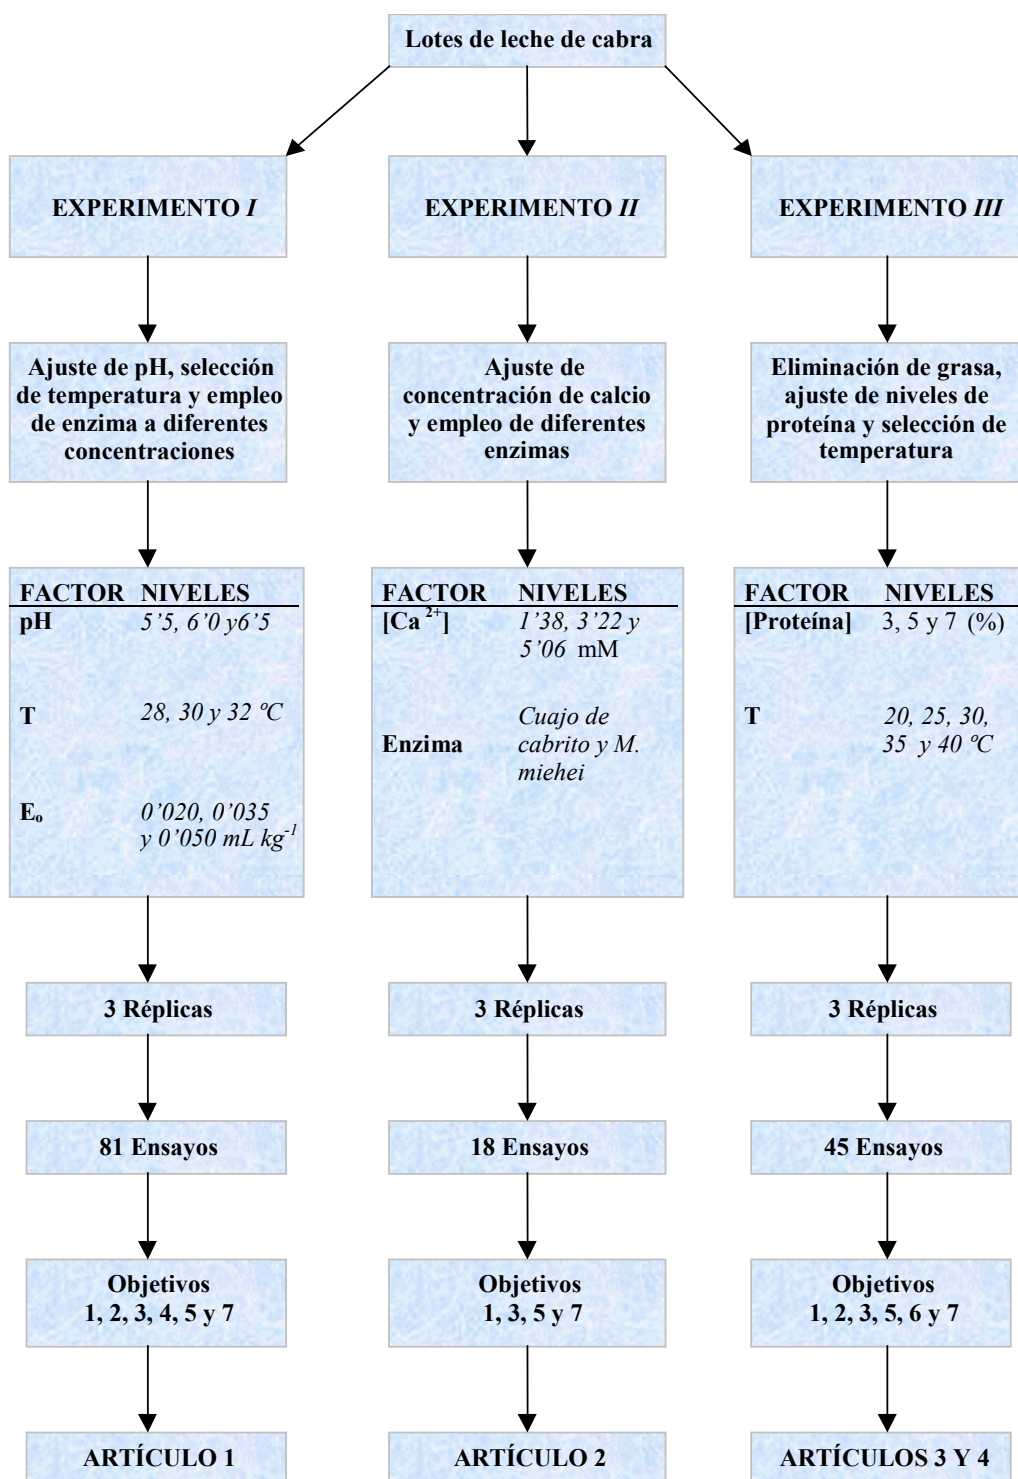 Lotes de leche de cabra
EXPERIMENTO I
EXPERIMENTO II
EXPERIMENTO III
Ajuste de pH, selección
de temperatura y empleo
de enzima a diferentes
concentraciones
Ajuste de
concentración de calcio
y empleo de diferentes
enzimas
Eliminación de grasa,
ajuste de niveles de
proteína y selección de
temperatura
FACTOR NIVELES
pH 5’5, 6’0 y6’5
T 28, 30 y 32 ºC
Eₒ 0’020, 0’035
y 0’050 mL kg⁻¹
FACTOR NIVELES
[Ca ²⁺] 1’38, 3’22 y
5’06 mM
Cuajo de
Enzima cabrito y M.
miehei
FACTOR NIVELES
[Proteína] 3, 5 y 7 (%)
T 20, 25, 30,
35 y 40 ºC
3 Réplicas
3 Réplicas
3 Réplicas
81 Ensayos
18 Ensayos
45 Ensayos
Objetivos
1, 2, 3, 4, 5 y 7
Objetivos
1, 3, 5 y 7
Objetivos
1, 2, 3, 5, 6 y 7
ARTÍCULO 1
ARTÍCULO 2
ARTÍCULOS 3 Y 4